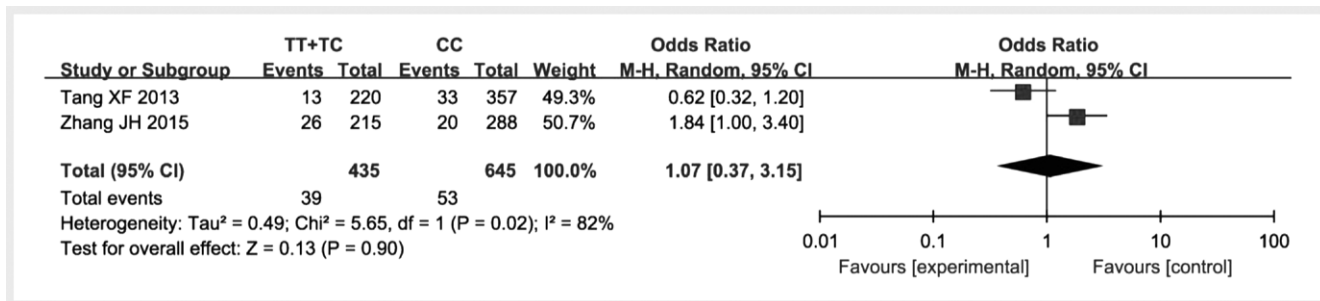 TT+TC CC Odds Ratio Odds Ratio
Study or Subgroup Events Total Events Total Weight M-H, Random, 95% CI M-H, Random, 95% CI
Tang XF 2013 13 220 33 357 49.3% 0.62 [0.32, 1.20]
Zhang JH 2015 26 215 20 288 50.7% 1.84 [1.00, 3.40]
Total (95% CI) 435 645 100.0% 1.07 [0.37, 3.15]
Total events 39 53
Heterogeneity: Tau² = 0.49; Chi² = 5.65, df = 1 (P = 0.02); I² = 82%
Test for overall effect: Z = 0.13 (P = 0.90)
0.01 0.1 1 10 100
Favours [experimental] Favours [control]